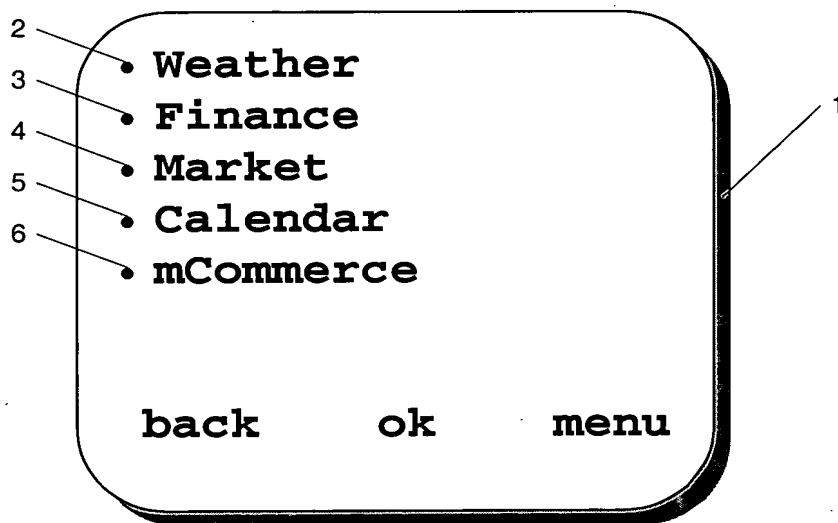 2
• Weather
3
• Finance
1
4
• Market
5
• Calendar
6
• mCommerce
back ok menu